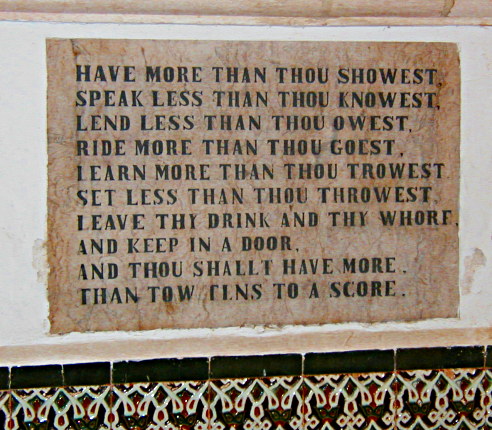 HAVE MORE THAN THOU SHOWEST,
SPEAK LESS THAN THOU KNOWEST,
LEND LESS THAN THOU OWEST,
RIDE MORE THAN THOU GOEST,
LEARN MORE THAN THOU TROWEST
SET LESS THAN THOU THROWEST,
LEAVE THY DRINK AND THY WHORE,
AND KEEP IN A DOOR,
AND THOU SHALLT HAVE MORE,
THAN TOW TENS TO A SCORE.